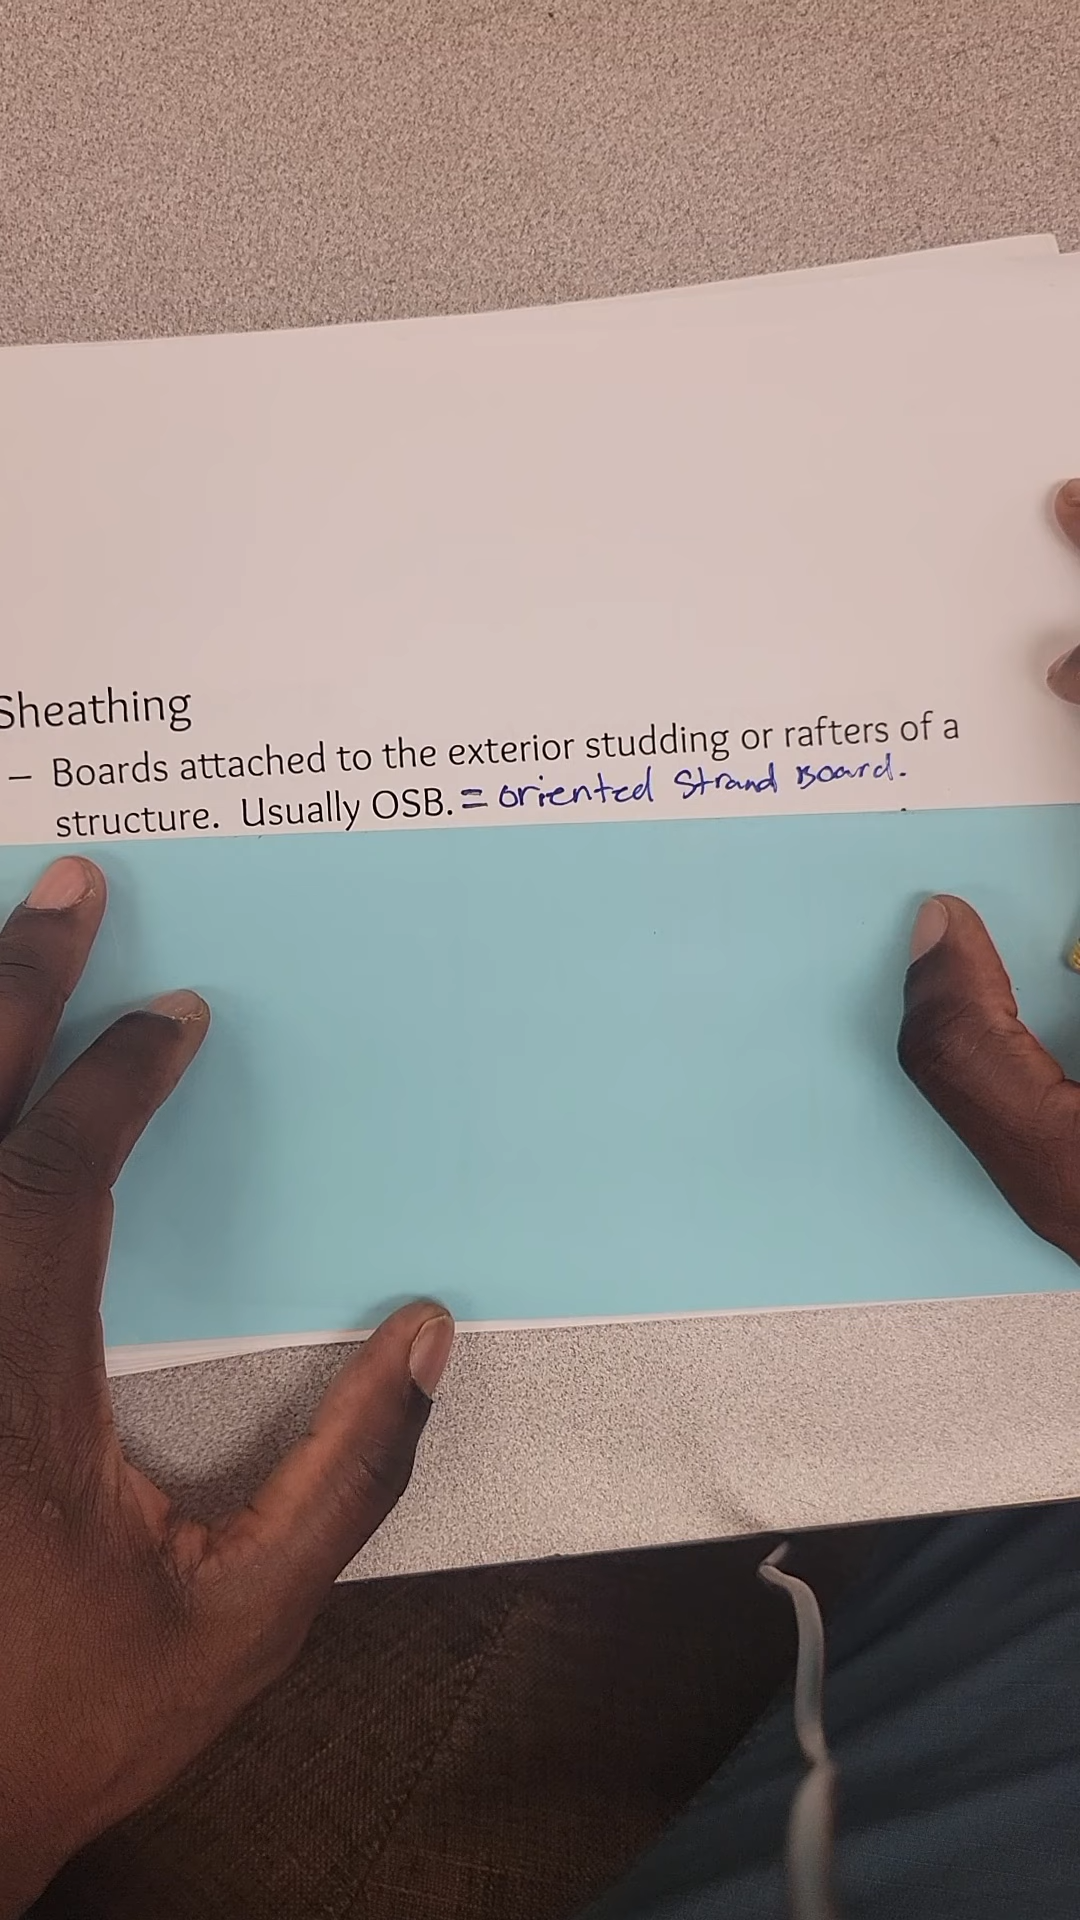 Sheathing
– Boards attached to the exterior studding or rafters of a
structure. Usually OSB. = oriented Strand Board.